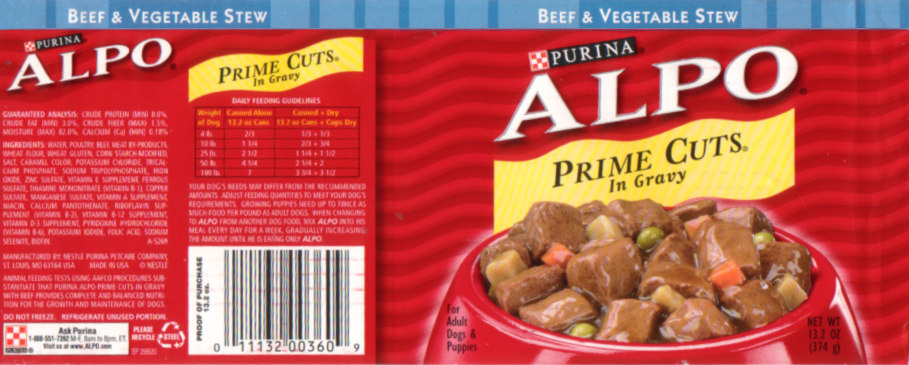 BEEF & VEGETABLE STEW
PURINA
ALPO®
GUARANTEED ANALYSIS: CRUDE PROTEIN (MIN) 8.0%,
CRUDE FAT (MIN) 3.0%, CRUDE FIBER (MAX) 1.5%,
MOISTURE (MAX) 82.0%, CALCIUM (Ca) (MIN) 0.18%
INGREDIENTS: WATER, POULTRY, BEEF, MEAT BY-PRODUCTS,
WHEAT FLOUR, WHEAT GLUTEN, CORN STARCH-MODIFIED,
SALT, CARAMEL COLOR, POTASSIUM CHLORIDE, TRICAL-
CIUM PHOSPHATE, SODIUM TRIPOLYPHOSPHATE, IRON
OXIDE, ZINC SULFATE, VITAMIN E SUPPLEMENT, FERROUS
SULFATE, THIAMINE MONONITRATE (VITAMIN B-1), COPPER
SULFATE, MANGANESE SULFATE, VITAMIN A SUPPLEMENT,
NIACIN, CALCIUM PANTOTHENATE, RIBOFLAVIN SUP-
PLEMENT (VITAMIN B-2), VITAMIN B-12 SUPPLEMENT,
VITAMIN D-3 SUPPLEMENT, PYRIDOXINE HYDROCHLORIDE
(VITAMIN B-6), POTASSIUM IODIDE, FOLIC ACID, SODIUM
SELENITE, BIOTIN. A-5269
MANUFACTURED BY: NESTLÉ PURINA PETCARE COMPANY,
ST. LOUIS, MO 63164 USA MADE IN USA © NESTLÉ
ANIMAL FEEDING TESTS USING AAFCO PROCEDURES SUB-
STANTIATE THAT PURINA ALPO PRIME CUTS IN GRAVY
WITH BEEF PROVIDES COMPLETE AND BALANCED NUTRI-
TION FOR THE GROWTH AND MAINTENANCE OF DOGS.
DO NOT FREEZE. REFRIGERATE UNUSED PORTION.
Ask Purina
1-888-551-7392 M-F, 8am to 8pm, ET.
Visit us at www.ALPO.com
PLEASE
RECYCLE
STEEL
PRIME CUTS®
In Gravy
DAILY FEEDING GUIDELINES
Weight Canned Alone Canned + Dry
of Dog 13.2 oz Cans 13.2 oz Cans + Cups Dry
4 lb. 2/3 1/3 + 1/3
10 lb. 1 1/4 2/3 + 3/4
25 lb. 2 1/2 1 1/4 + 1 1/2
50 lb. 4 1/4 2 1/4 + 2
100 lb. 7 3 3/4 + 3 1/2
YOUR DOG'S NEEDS MAY DIFFER FROM THE RECOMMENDED
AMOUNTS. ADJUST FEEDING QUANTITIES TO MEET YOUR DOG'S
REQUIREMENTS. GROWING PUPPIES NEED UP TO TWICE AS
MUCH FOOD PER POUND AS ADULT DOGS. WHEN CHANGING
TO ALPO FROM ANOTHER DOG FOOD, MIX ALPO INTO HIS
MEAL EVERY DAY FOR A WEEK, GRADUALLY INCREASING
THE AMOUNT UNTIL HE IS EATING ONLY ALPO.
PROOF OF PURCHASE
13.2 oz.
0 11132 00360 9
BEEF & VEGETABLE STEW
PURINA
ALPO®
PRIME CUTS®
In Gravy
For
Adult
Dogs &
Puppies
NET WT
13.2 OZ
(374 g)